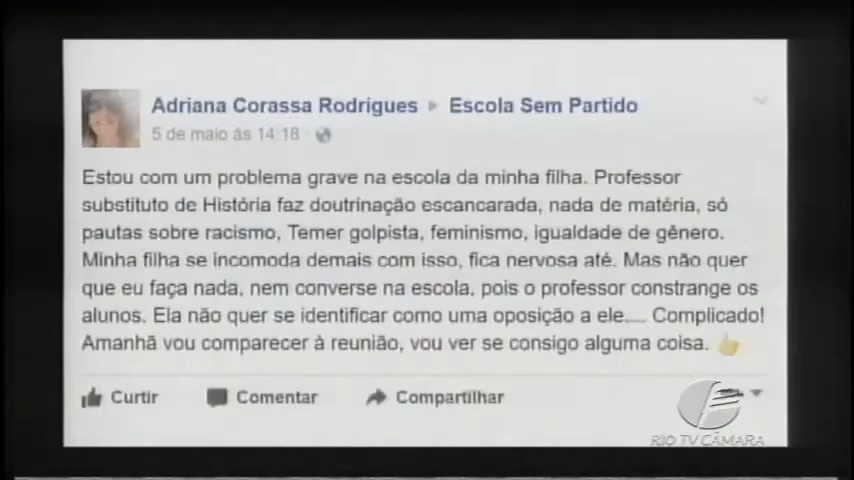 Adriana Corassa Rodrigues ▸ Escola Sem Partido
5 de maio às 14:18
Estou com um problema grave na escola da minha filha. Professor
substituto de História faz doutrinação escancarada, nada de matéria, só
pautas sobre racismo, Temer golpista, feminismo, igualdade de gênero.
Minha filha se incomoda demais com isso, fica nervosa até. Mas não quer
que eu faça nada, nem converse na escola, pois o professor constrange os
alunos. Ela não quer se identificar como uma oposição a ele.... Complicado!
Amanhã vou comparecer à reunião, vou ver se consigo alguma coisa.
Curtir Comentar Compartilhar
RIO TV CÂMARA